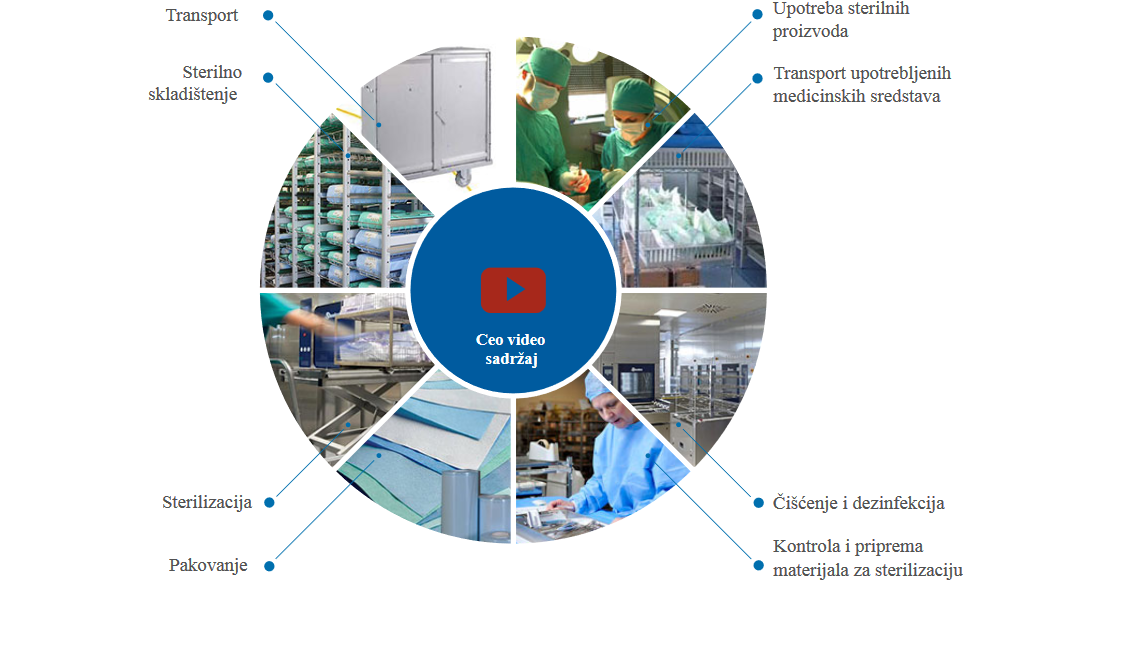 Transport
Sterilno
skladištenje
Upotreba sterilnih
proizvoda
Transport upotrebljenih
medicinskih sredstava
Ceo video
sadržaj
Sterilizacija
Pakovanje
Čišćenje i dezinfekcija
Kontrola i priprema
materijala za sterilizaciju